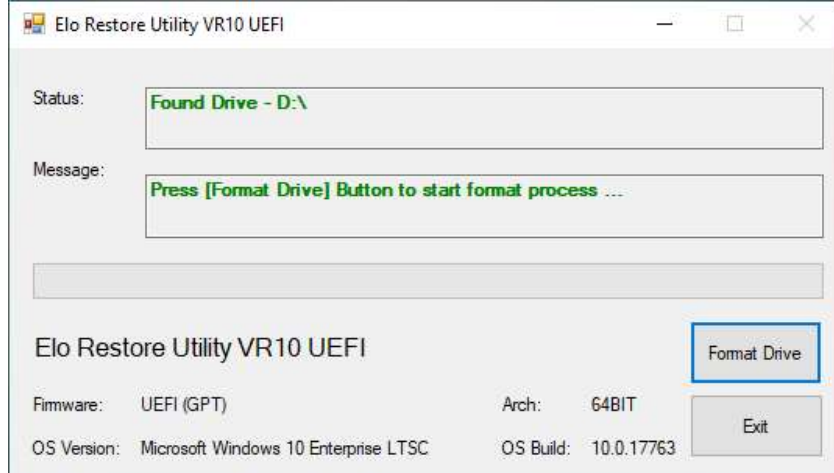 Elo Restore Utility VR10 UEFI
Status:
Found Drive - D:\
Message:
Press [Format Drive] Button to start format process ...
Elo Restore Utility VR10 UEFI
Format Drive
Firmware: UEFI (GPT) Arch: 64BIT
Exit
OS Version: Microsoft Windows 10 Enterprise LTSC OS Build: 10.0.17763